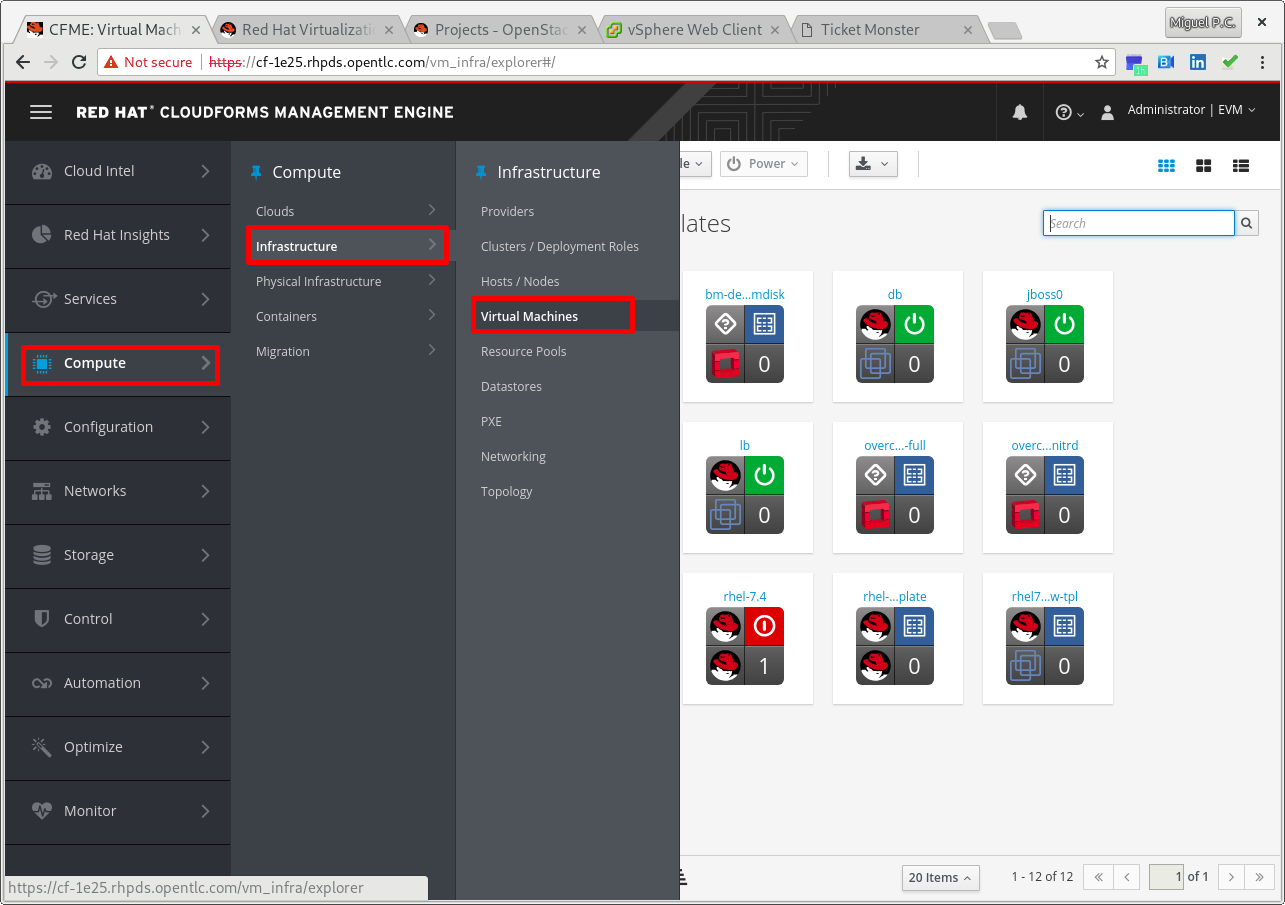 CFME: Virtual Mach
Red Hat Virtualizati
Projects - OpenStac
vSphere Web Client
Ticket Monster
Miguel P.C.
Not secure
https://cf-1e25.rhpds.opentlc.com/vm_infra/explorer#/
1h
B
in
RED HAT® CLOUDFORMS MANAGEMENT ENGINE
Administrator | EVM
Cloud Intel
Red Hat Insights
Services
Compute
Configuration
Networks
Storage
Control
Automation
Optimize
Monitor
Compute
Clouds
Infrastructure
Physical Infrastructure
Containers
Migration
Infrastructure
Providers
Clusters / Deployment Roles
Hosts / Nodes
Virtual Machines
Resource Pools
Datastores
PXE
Networking
Topology
le
Power
lates
Search
bm-de...mdisk
0
db
0
jboss0
0
lb
0
overc...-full
0
overc...nitrd
0
rhel-7.4
1
rhel-...plate
0
rhel7...w-tpl
0
20 Items
1 - 12 of 12
1 of 1
https://cf-1e25.rhpds.opentlc.com/vm_infra/explorer